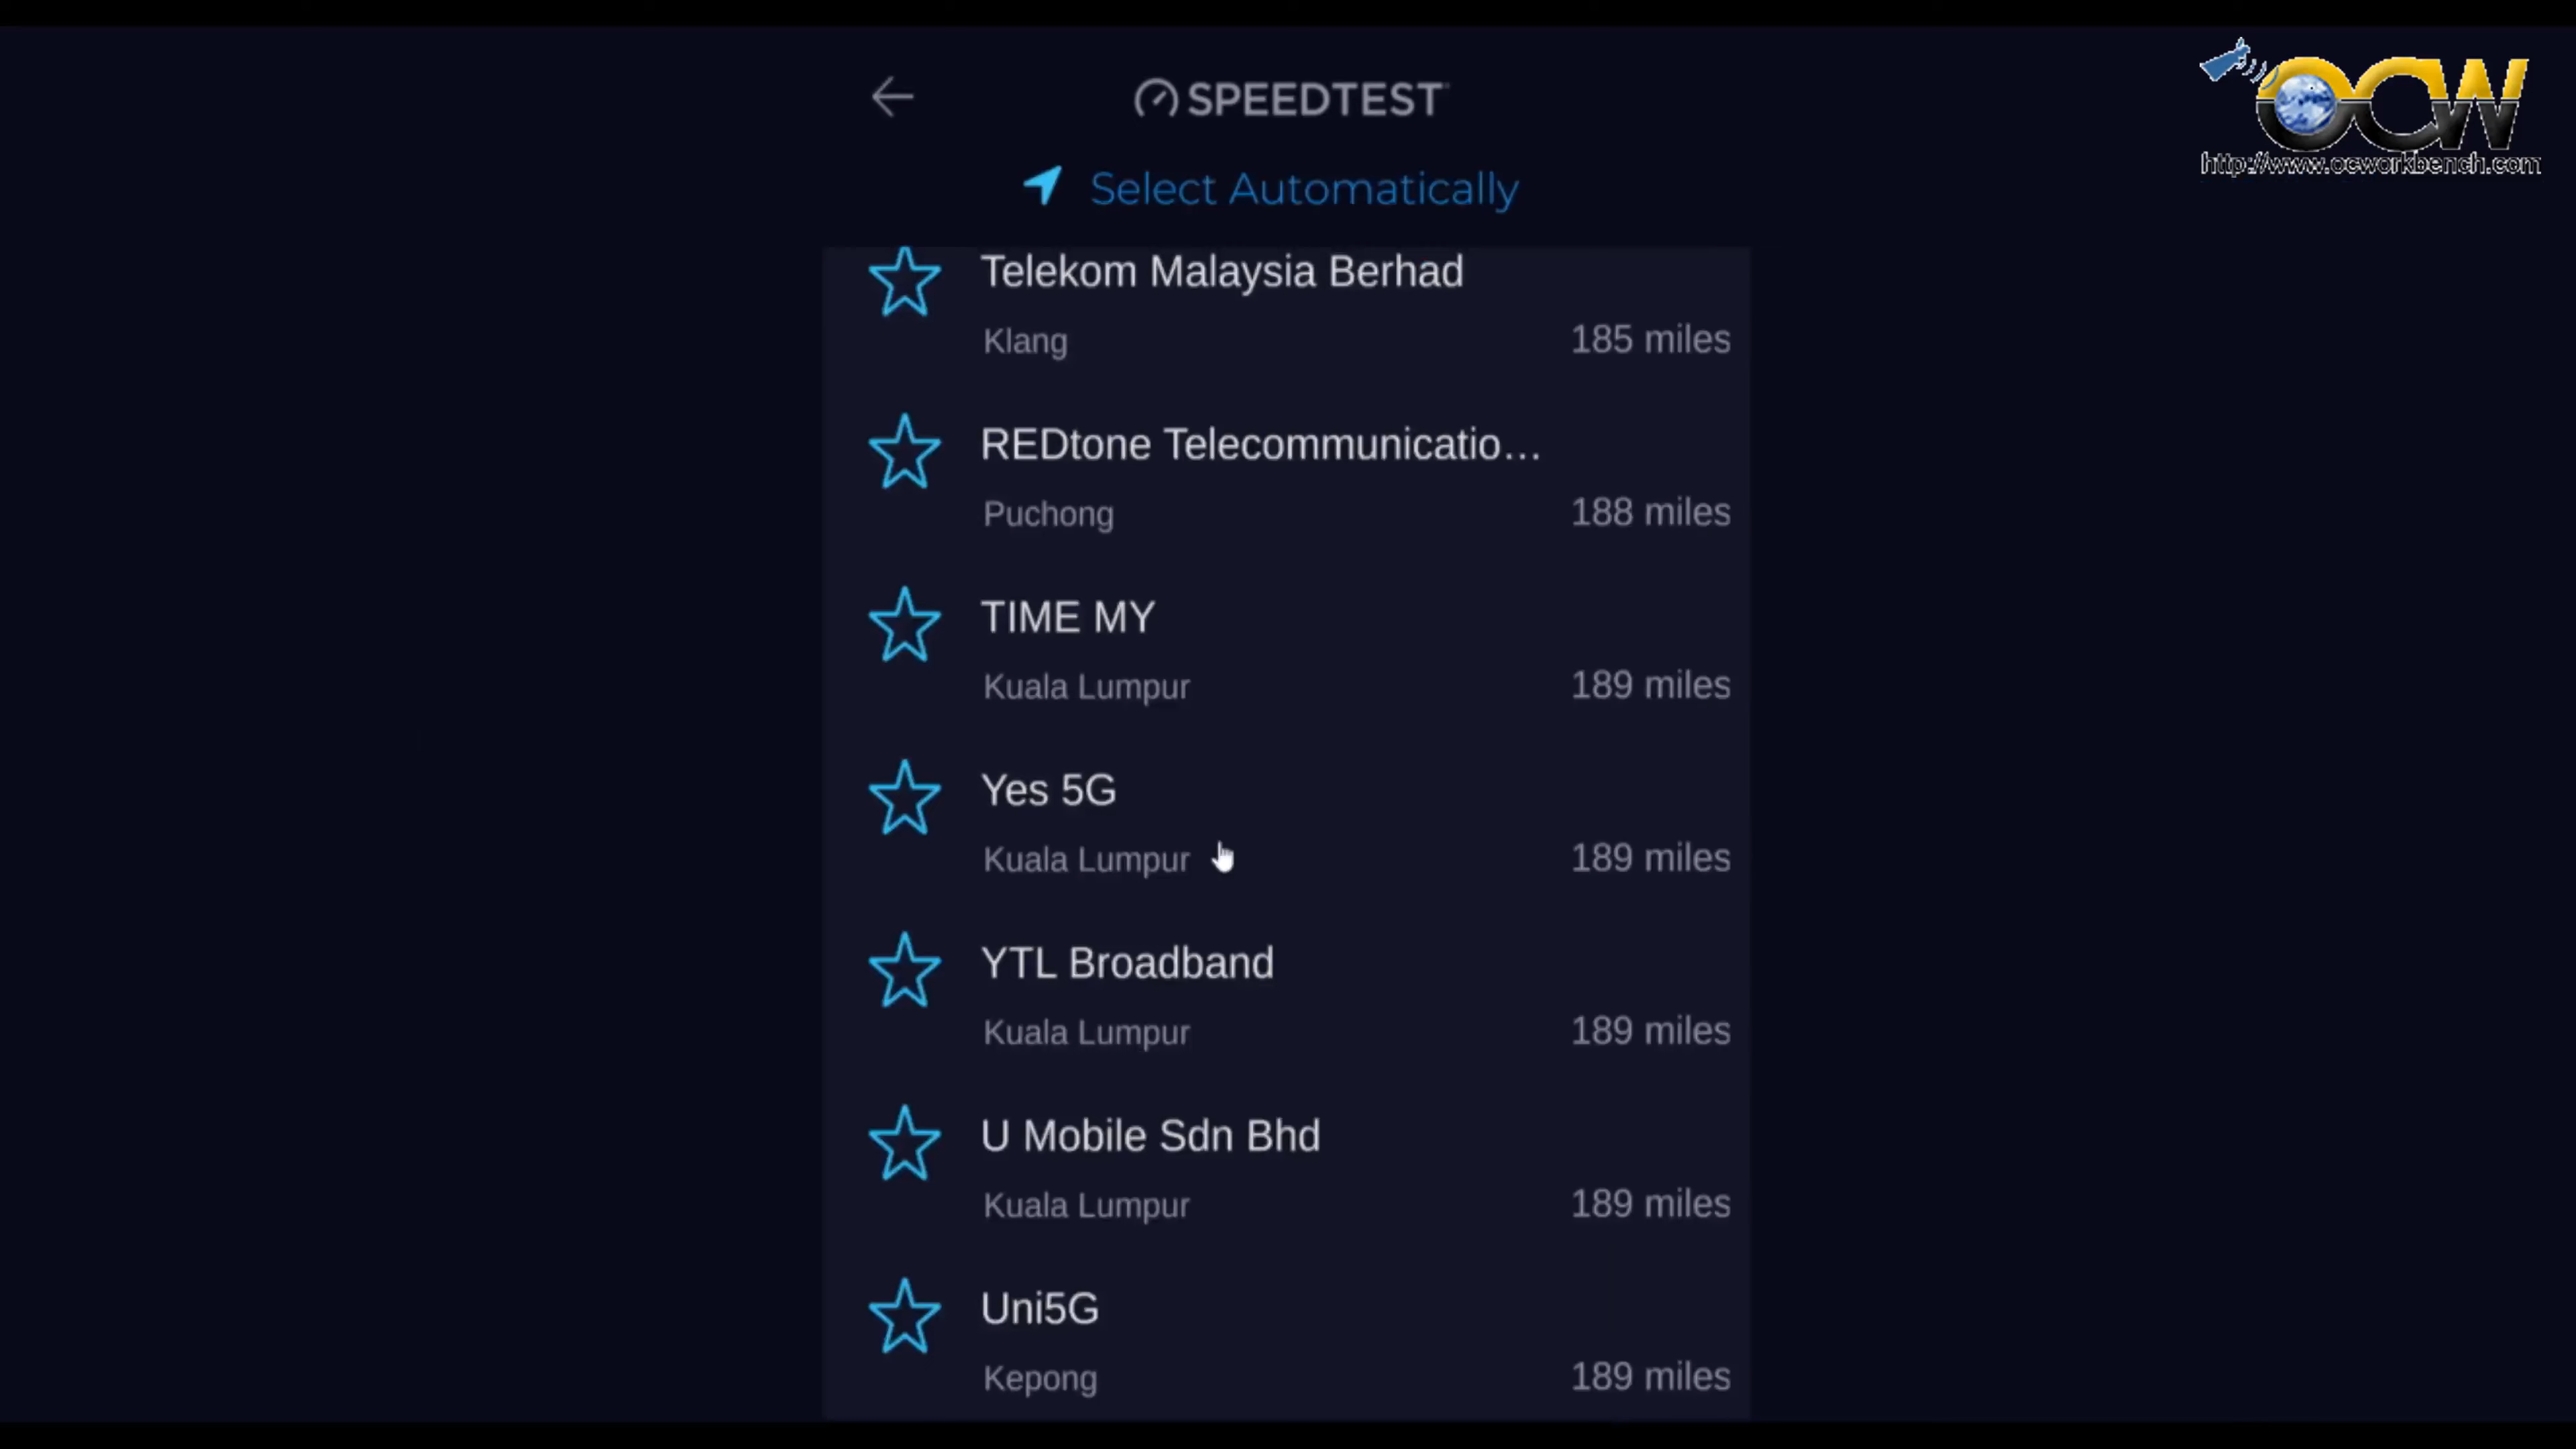 SPEEDTEST
OCW
http://www.ocworkbench.com
Select Automatically
Telekom Malaysia Berhad
Klang
185 miles
REDtone Telecommunicatio...
Puchong
188 miles
TIME MY
Kuala Lumpur
189 miles
Yes 5G
Kuala Lumpur
189 miles
YTL Broadband
Kuala Lumpur
189 miles
U Mobile Sdn Bhd
Kuala Lumpur
189 miles
Uni5G
Kepong
189 miles